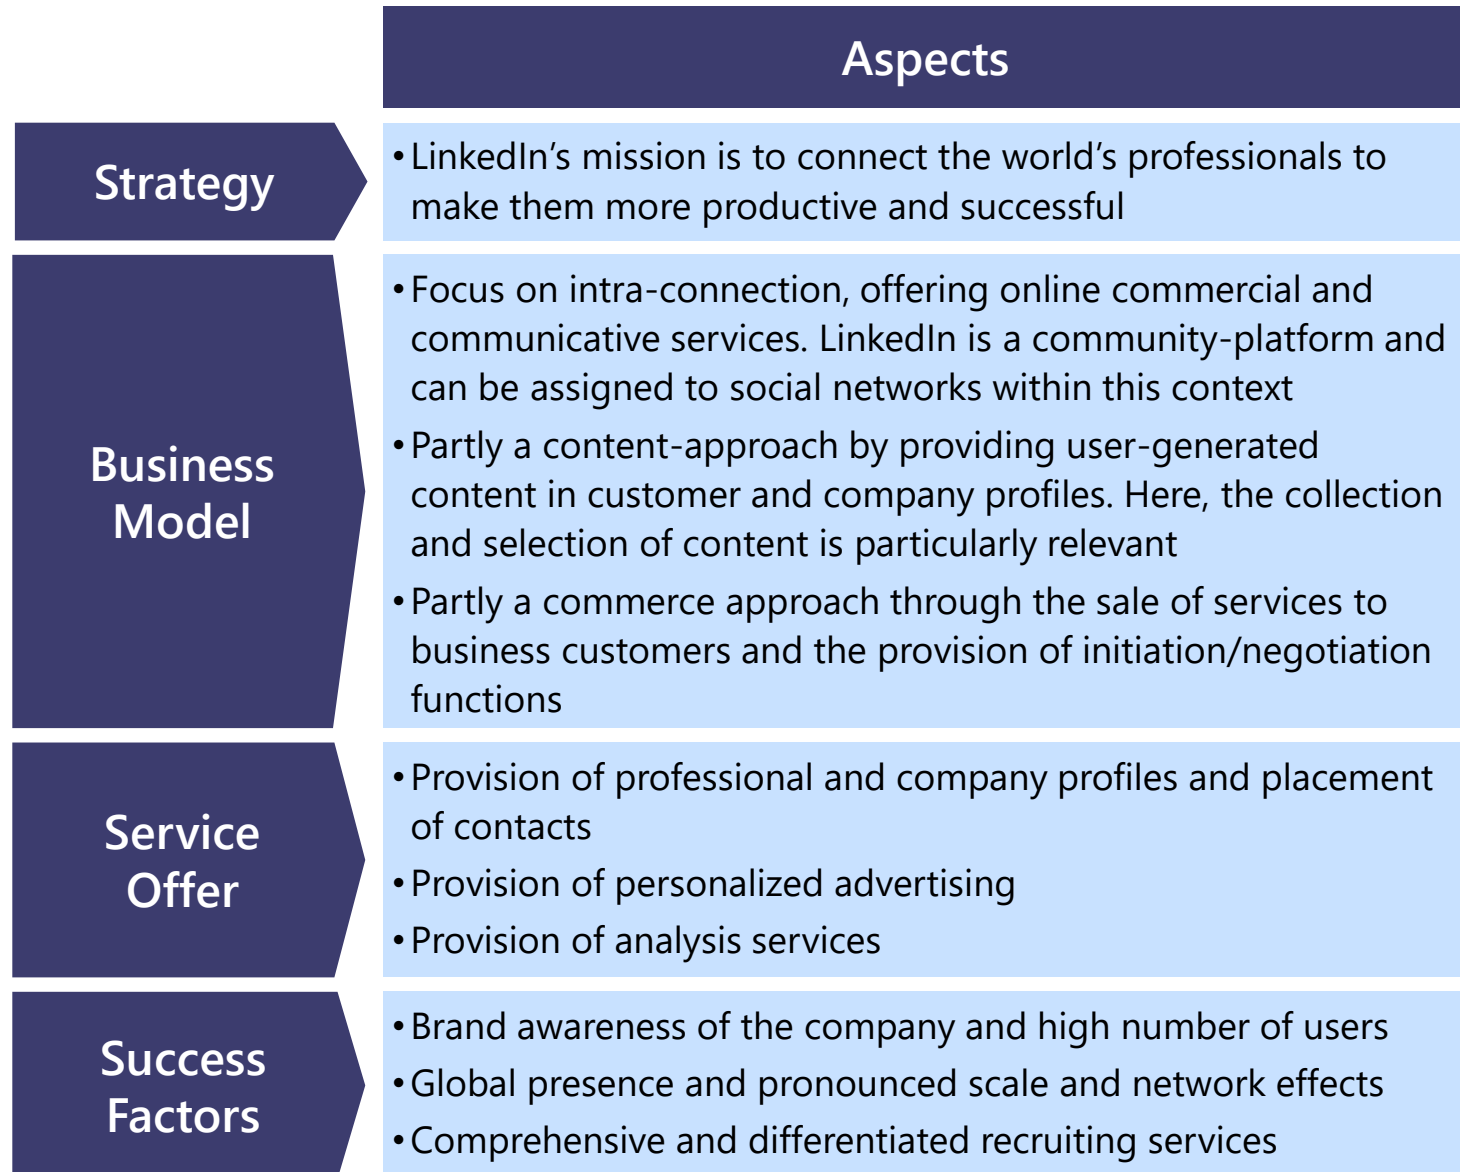 Aspects
Strategy
•LinkedIn’s mission is to connect the world’s professionals to
make them more productive and successful
Business
Model
•Focus on intra-connection, offering online commercial and
communicative services. LinkedIn is a community-platform and
can be assigned to social networks within this context
•Partly a content-approach by providing user-generated
content in customer and company profiles. Here, the collection
and selection of content is particularly relevant
•Partly a commerce approach through the sale of services to
business customers and the provision of initiation/negotiation
functions
Service
Offer
•Provision of professional and company profiles and placement
of contacts
•Provision of personalized advertising
•Provision of analysis services
Success
Factors
•Brand awareness of the company and high number of users
•Global presence and pronounced scale and network effects
•Comprehensive and differentiated recruiting services